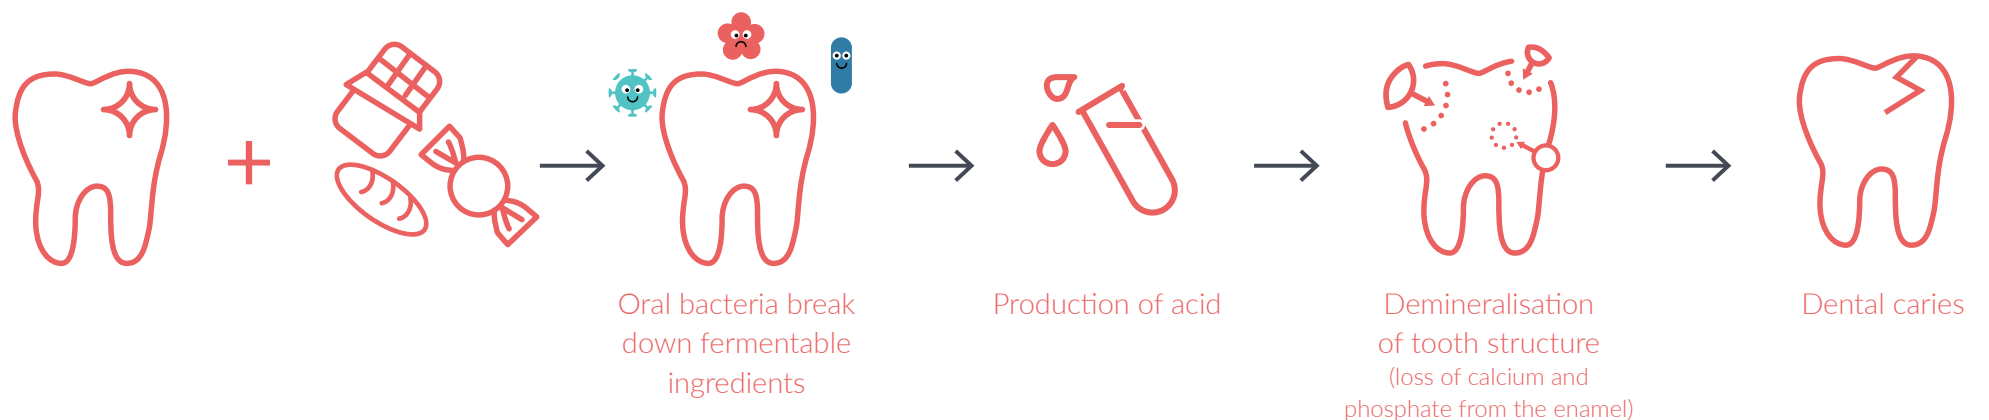 Oral bacteria break
down fermentable
ingredients
Production of acid
Demineralisation
of tooth structure
(loss of calcium and
phosphate from the enamel)
Dental caries